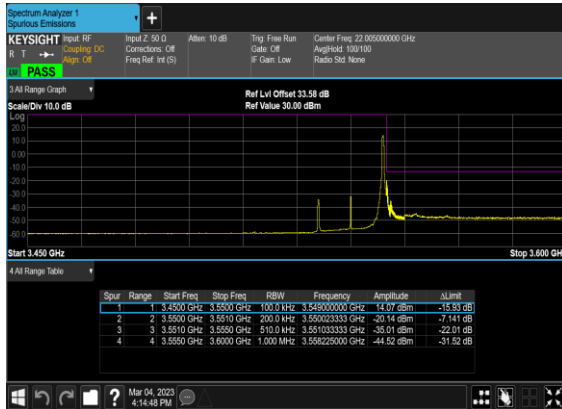 Spectrum Analyzer 1
Spurious Emissions
KEYSIGHT
R T
Input: RF
Coupling: DC
Align: Off
Input Z: 50 Ω
Corrections: Off
Freq Ref: Int (S)
Atten: 10 dB
Trig: Free Run
Gate: Off
IF Gain: Low
Center Freq: 22.005000000 GHz
Avg|Hold: 100/100
Radio Std: None
PASS
3 All Range Graph
Ref Lvl Offset 33.58 dB
Scale/Div 10.0 dB
Ref Value 30.00 dBm
Log
20.0
10.0
0.00
-10.0
-20.0
-30.0
-40.0
-50.0
-60.0
Start 3.450 GHz
Stop 3.600 GH
4 All Range Table
Spur Range Start Freq Stop Freq RBW Frequency Amplitude ΔLimit
1 1 3.4500 GHz 3.5500 GHz 100.0 kHz 3.549000000 GHz 14.07 dBm -15.93 dB
2 2 3.5500 GHz 3.5510 GHz 200.0 kHz 3.550023333 GHz -20.14 dBm -7.141 dB
3 3 3.5510 GHz 3.5550 GHz 510.0 kHz 3.551033333 GHz -35.01 dBm -22.01 dB
4 4 3.5550 GHz 3.6000 GHz 1.000 MHz 3.558225000 GHz -44.52 dBm -31.52 dB
?
Mar 04, 2023
4:14:48 PM